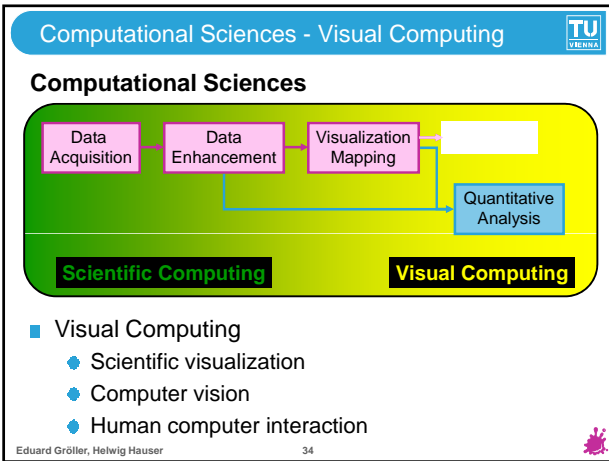 Computational Sciences - Visual Computing
TU
VIENNA
Computational Sciences
Data
Acquisition
Data
Enhancement
Visualization
Mapping
Quantitative
Analysis
Scientific Computing
Visual Computing
Visual Computing
Scientific visualization
Computer vision
Human computer interaction
Eduard Gröller, Helwig Hauser
34